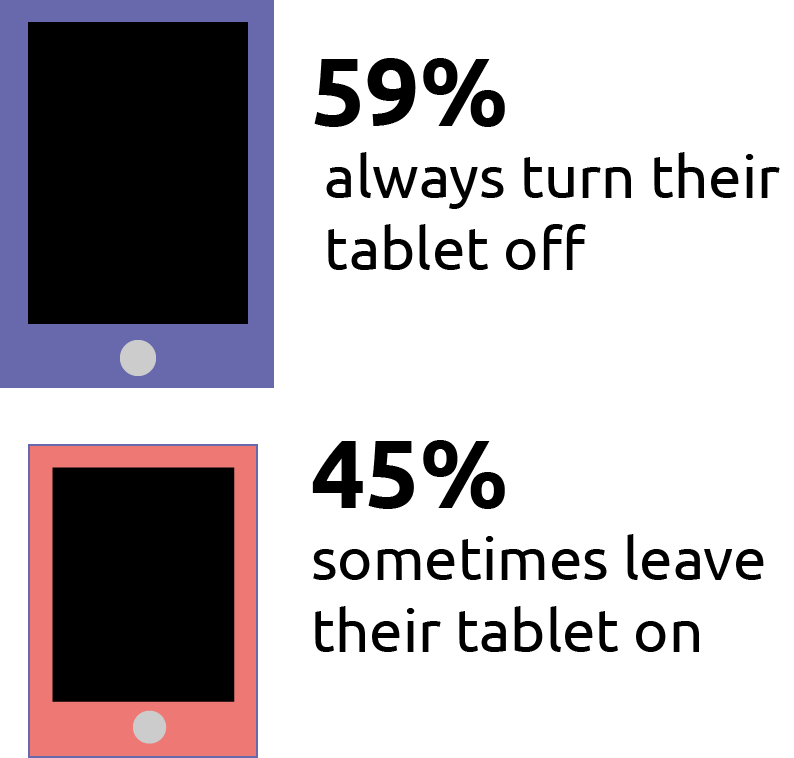 59%
always turn their
tablet off
45%
sometimes leave
their tablet on